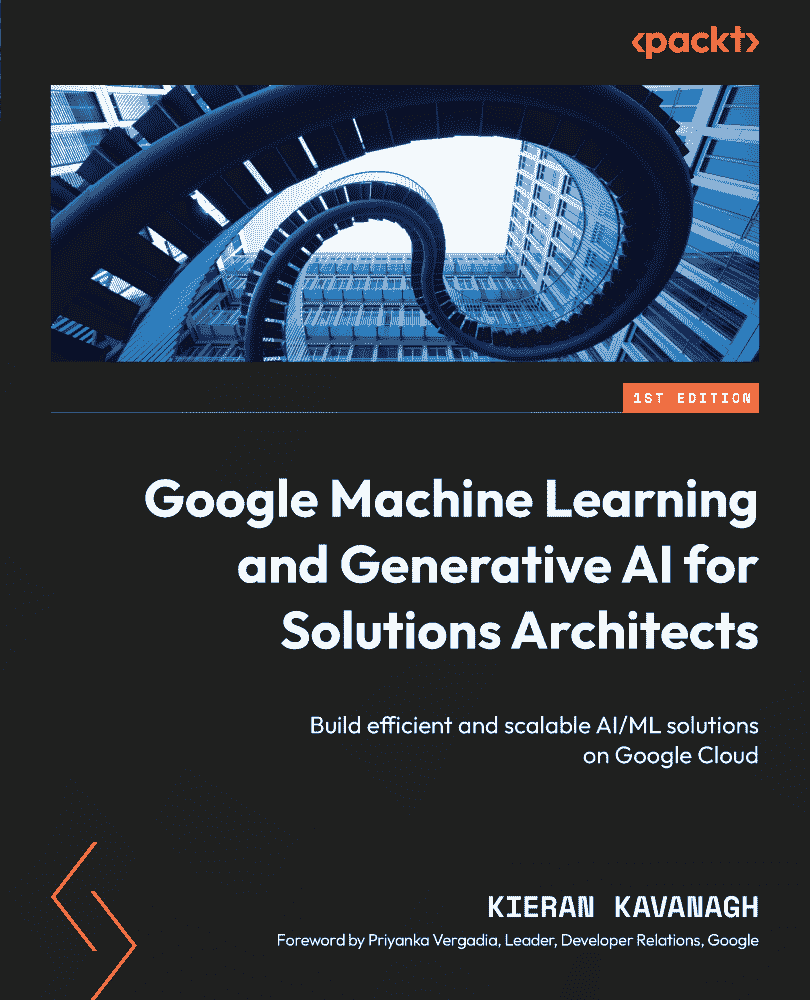 <packt>
1ST EDITION
Google Machine Learning
and Generative AI for
Solutions Architects
Build efficient and scalable AI/ML solutions
on Google Cloud
KIERAN KAVANAGH
Foreword by Priyanka Vergadia, Leader, Developer Relations, Google